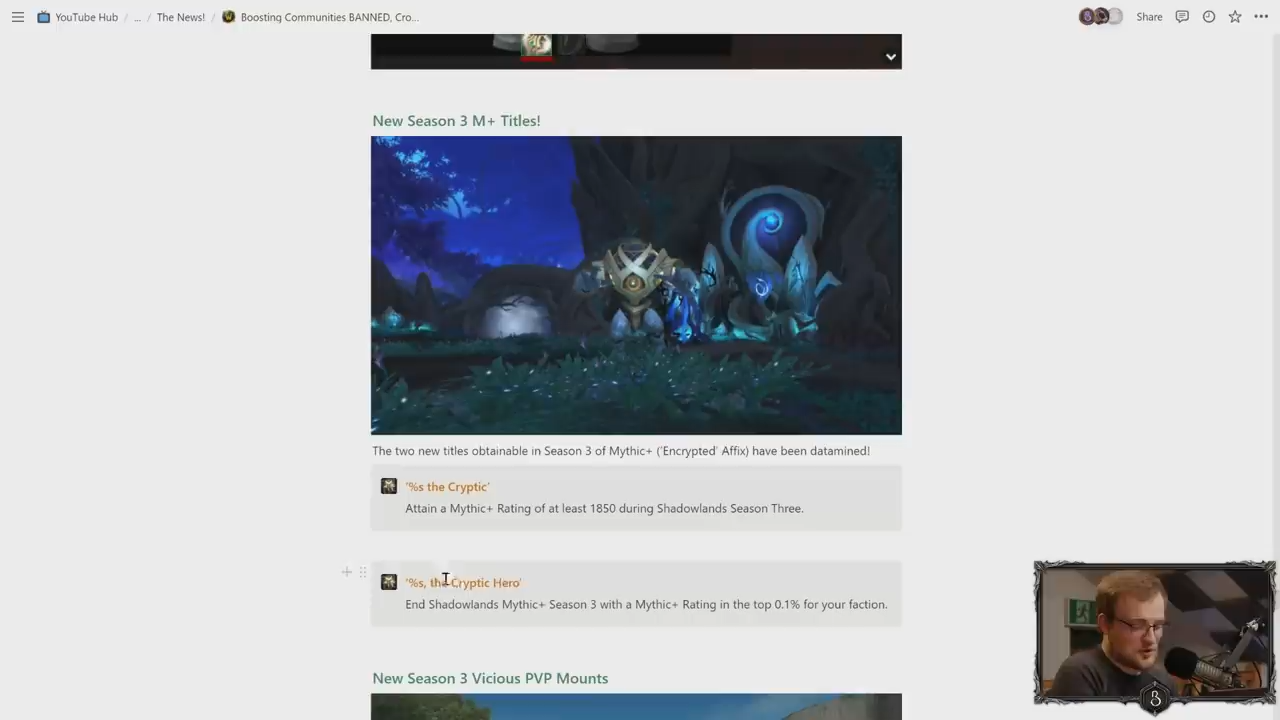 YouTube Hub / ... / The News! / Boosting Communities BANNED, Cro...
Share
New Season 3 M+ Titles!
The two new titles obtainable in Season 3 of Mythic+ ('Encrypted' Affix) have been datamined!
'%s the Cryptic'
Attain a Mythic+ Rating of at least 1850 during Shadowlands Season Three.
'%s, the Cryptic Hero'
End Shadowlands Mythic+ Season 3 with a Mythic+ Rating in the top 0.1% for your faction.
New Season 3 Vicious PVP Mounts